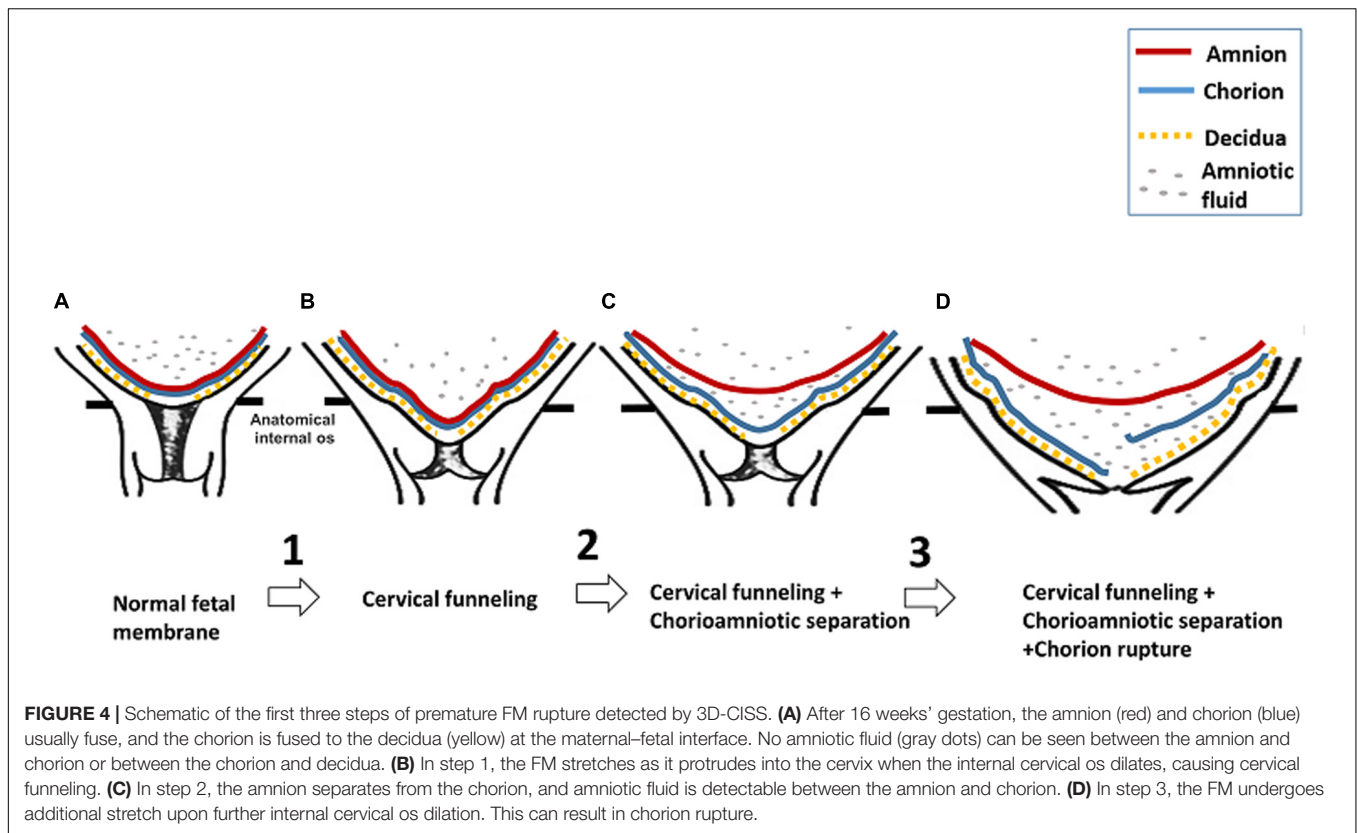 Amnion
Chorion
Decidua
Amniotic
fluid
A
B
C
D
Anatomical
internal os
1
2
3
Normal fetal
membrane
Cervical funneling
Cervical funneling +
Chorioamniotic separation
Cervical funneling +
Chorioamniotic separation
+Chorion rupture
FIGURE 4 | Schematic of the first three steps of premature FM rupture detected by 3D-CISS. (A) After 16 weeks' gestation, the amnion (red) and chorion (blue)
usually fuse, and the chorion is fused to the decidua (yellow) at the maternal–fetal interface. No amniotic fluid (gray dots) can be seen between the amnion and
chorion or between the chorion and decidua. (B) In step 1, the FM stretches as it protrudes into the cervix when the internal cervical os dilates, causing cervical
funneling. (C) In step 2, the amnion separates from the chorion, and amniotic fluid is detectable between the amnion and chorion. (D) In step 3, the FM undergoes
additional stretch upon further internal cervical os dilation. This can result in chorion rupture.